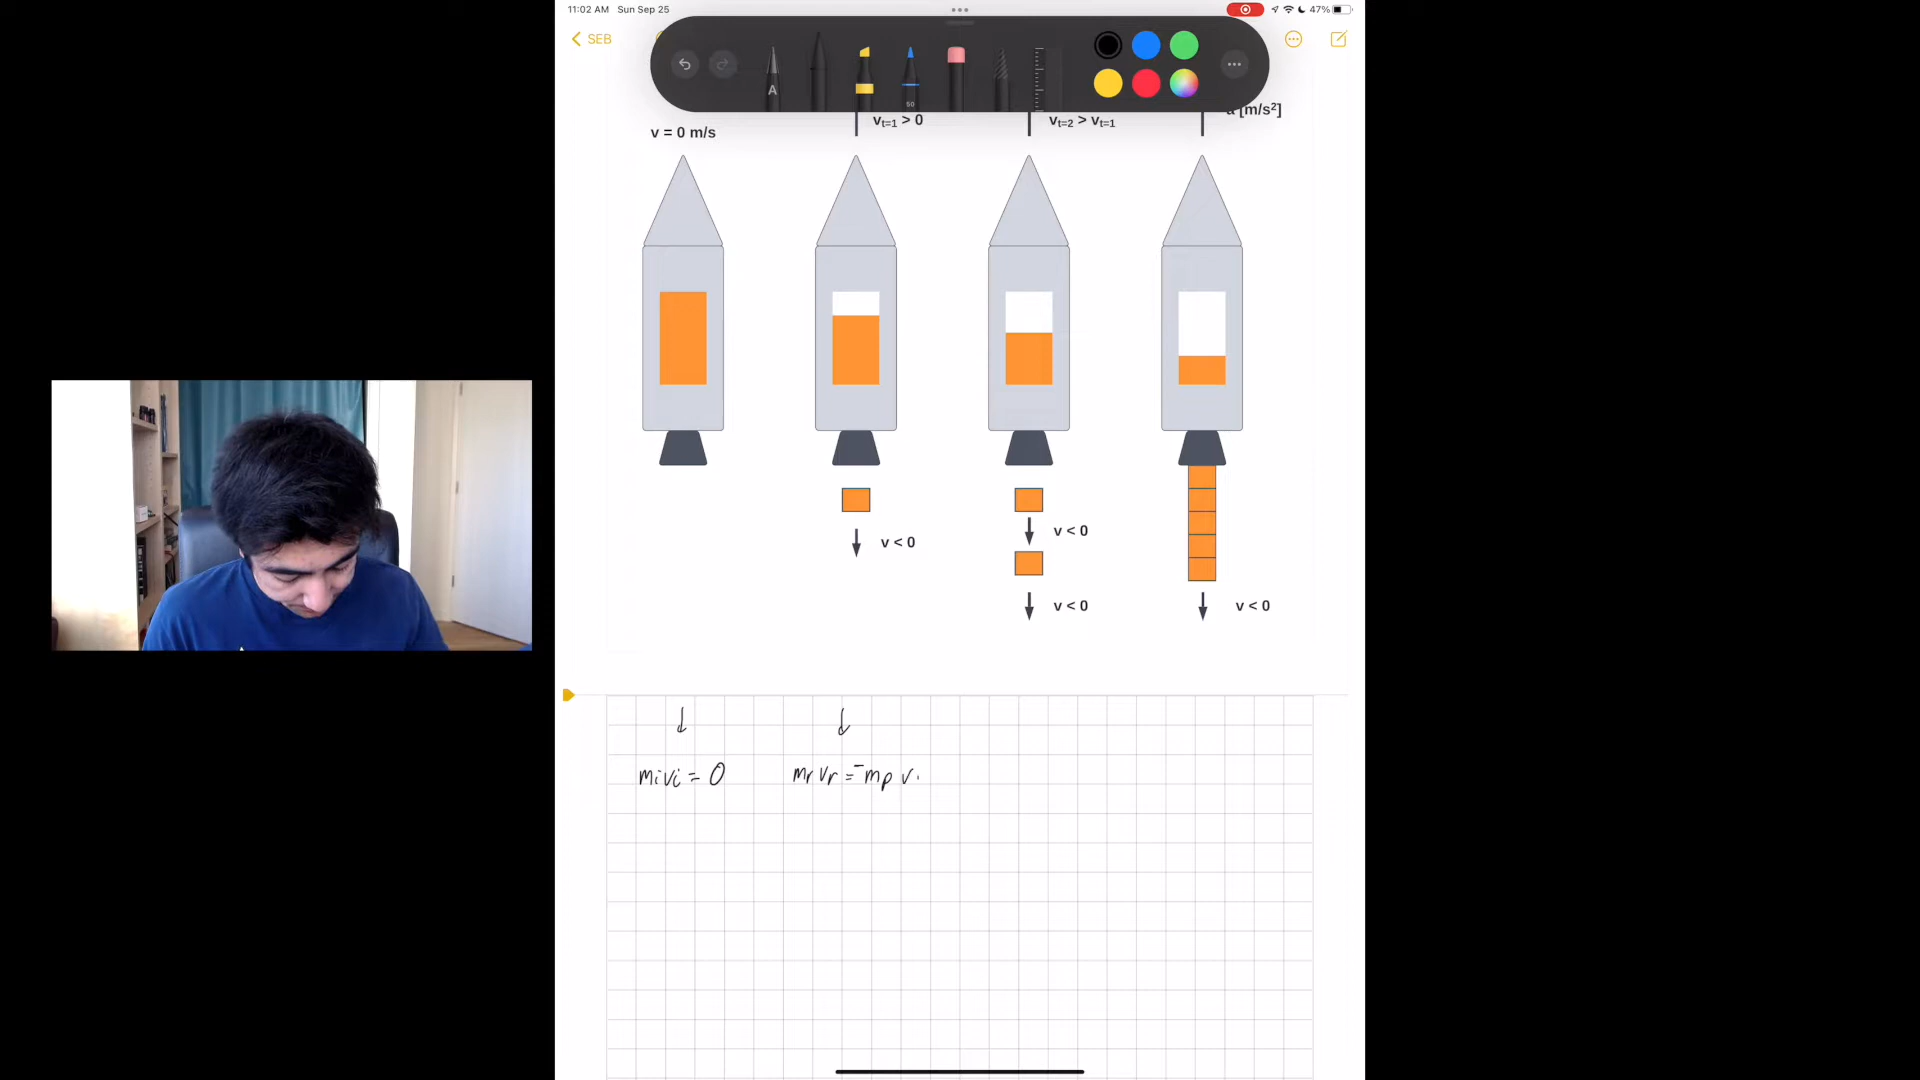 11:02 AM Sun Sep 25
47%
SEB
A
50
v = 0 m/s
vt=1 > 0
vt=2 > vt=1
a [m/s²]
v < 0
v < 0
v < 0
v < 0
mivi = 0
mrvr = -mp v